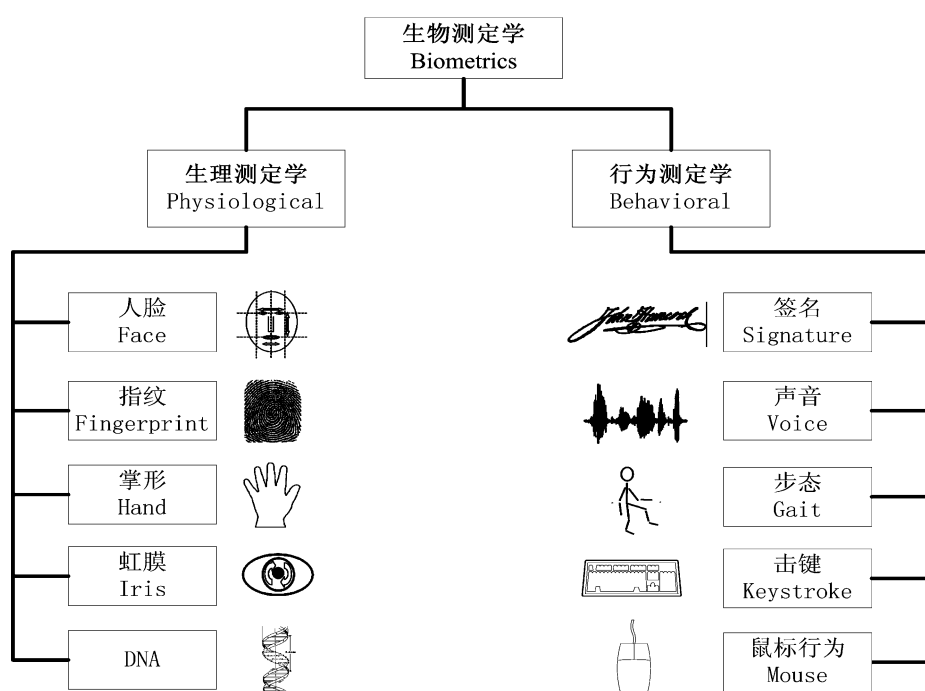 生物测定学
Biometrics
生理测定学
Physiological
行为测定学
Behavioral
人脸
Face
签名
Signature
指纹
Fingerprint
声音
Voice
掌形
Hand
步态
Gait
虹膜
Iris
击键
Keystroke
DNA
鼠标行为
Mouse